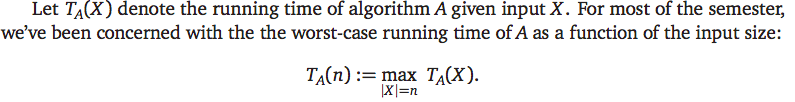 Let T_A(X) denote the running time of algorithm A given input X. For most of the semester,
we've been concerned with the the worst-case running time of A as a function of the input size:
T_A(n) := max_{|X|=n} T_A(X).